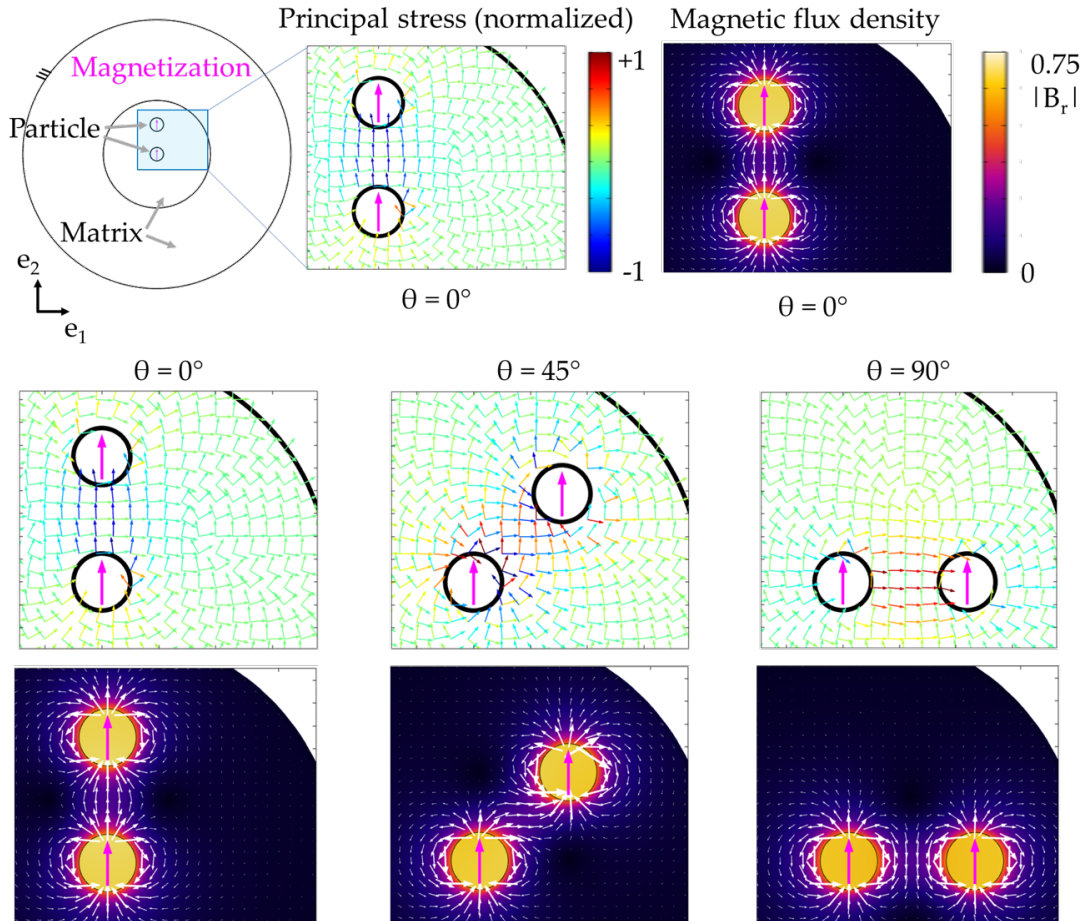 Principal stress (normalized)
Magnetic flux density
Magnetization
Particle
Matrix
e₂
e₁
+1
-1
0.75
|Bᵣ|
0
θ = 0°
θ = 0°
θ = 0°
θ = 45°
θ = 90°